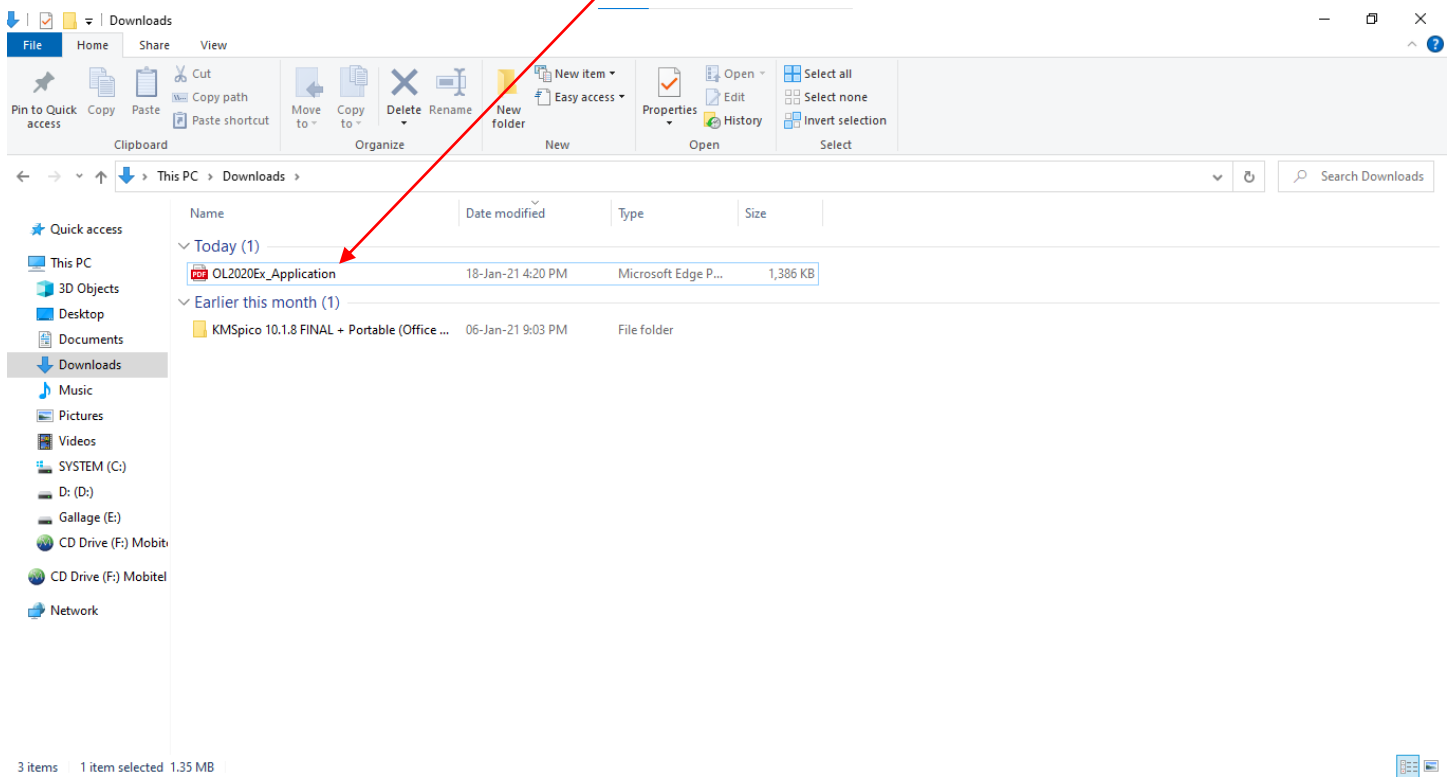 Downloads
File Home Share View
Pin to Quick access
Copy
Paste
Cut
Copy path
Paste shortcut
Clipboard
Move to
Copy to
Delete
Rename
Organize
New folder
New item
Easy access
New
Properties
Open
Edit
History
Open
Select all
Select none
Invert selection
Select
This PC > Downloads >
Search Downloads
Name Date modified Type Size
Quick access
This PC
3D Objects
Desktop
Documents
Downloads
Music
Pictures
Videos
SYSTEM (C:)
D: (D:)
Gallage (E:)
CD Drive (F:) Mobit
CD Drive (F:) Mobitel
Network
Today (1)
PDF OL2020Ex_Application 18-Jan-21 4:20 PM Microsoft Edge P... 1,386 KB
Earlier this month (1)
KMSpico 10.1.8 FINAL + Portable (Office ... 06-Jan-21 9:03 PM File folder
3 items 1 item selected 1.35 MB